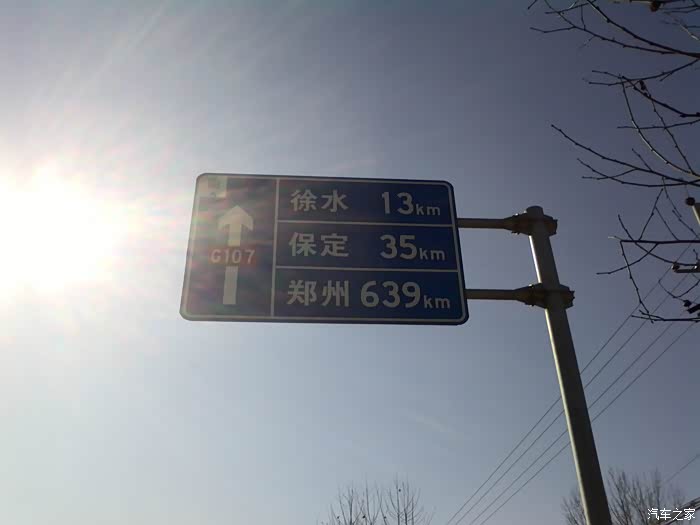 G107
徐水 13km
保定 35km
郑州 639km
汽车之家